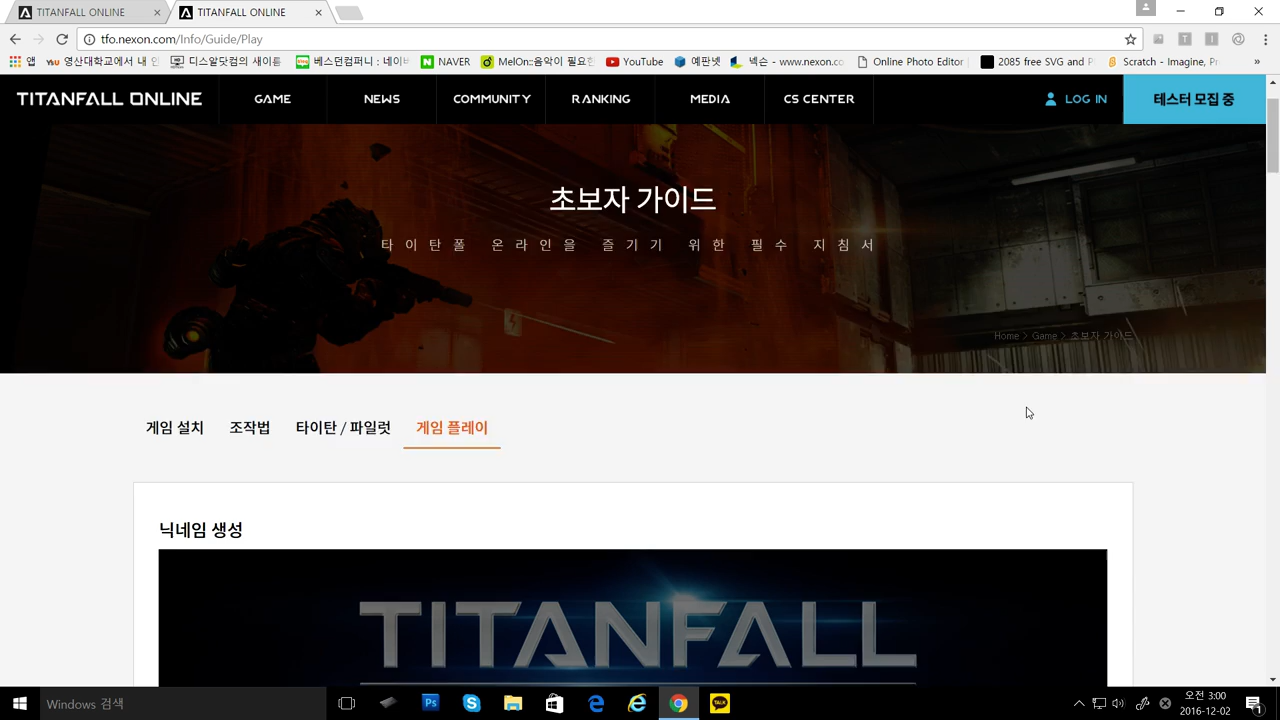 TITANFALL ONLINE
TITANFALL ONLINE
tfo.nexon.com/Info/Guide/Play
앱
영산대학교에서 내 인
디스알닷컴의 새이름
베스던컴퍼니 : 네이버
NAVER
MelOn::음악이 필요한
YouTube
예판넷
넥슨 - www.nexon.co
Online Photo Editor
2085 free SVG and P
Scratch - Imagine, Pr
TITANFALL ONLINE
GAME
NEWS
COMMUNITY
RANKING
MEDIA
CS CENTER
LOG IN
테스터 모집 중
초보자 가이드
타이탄폴 온라인을 즐기기 위한 필수 지침서
Home > Game > 초보자 가이드
게임 설치
조작법
타이탄 / 파일럿
게임 플레이
닉네임 생성
TITANFALL
Windows 검색
Ps
TALK
오전 3:00
2016-12-02
1